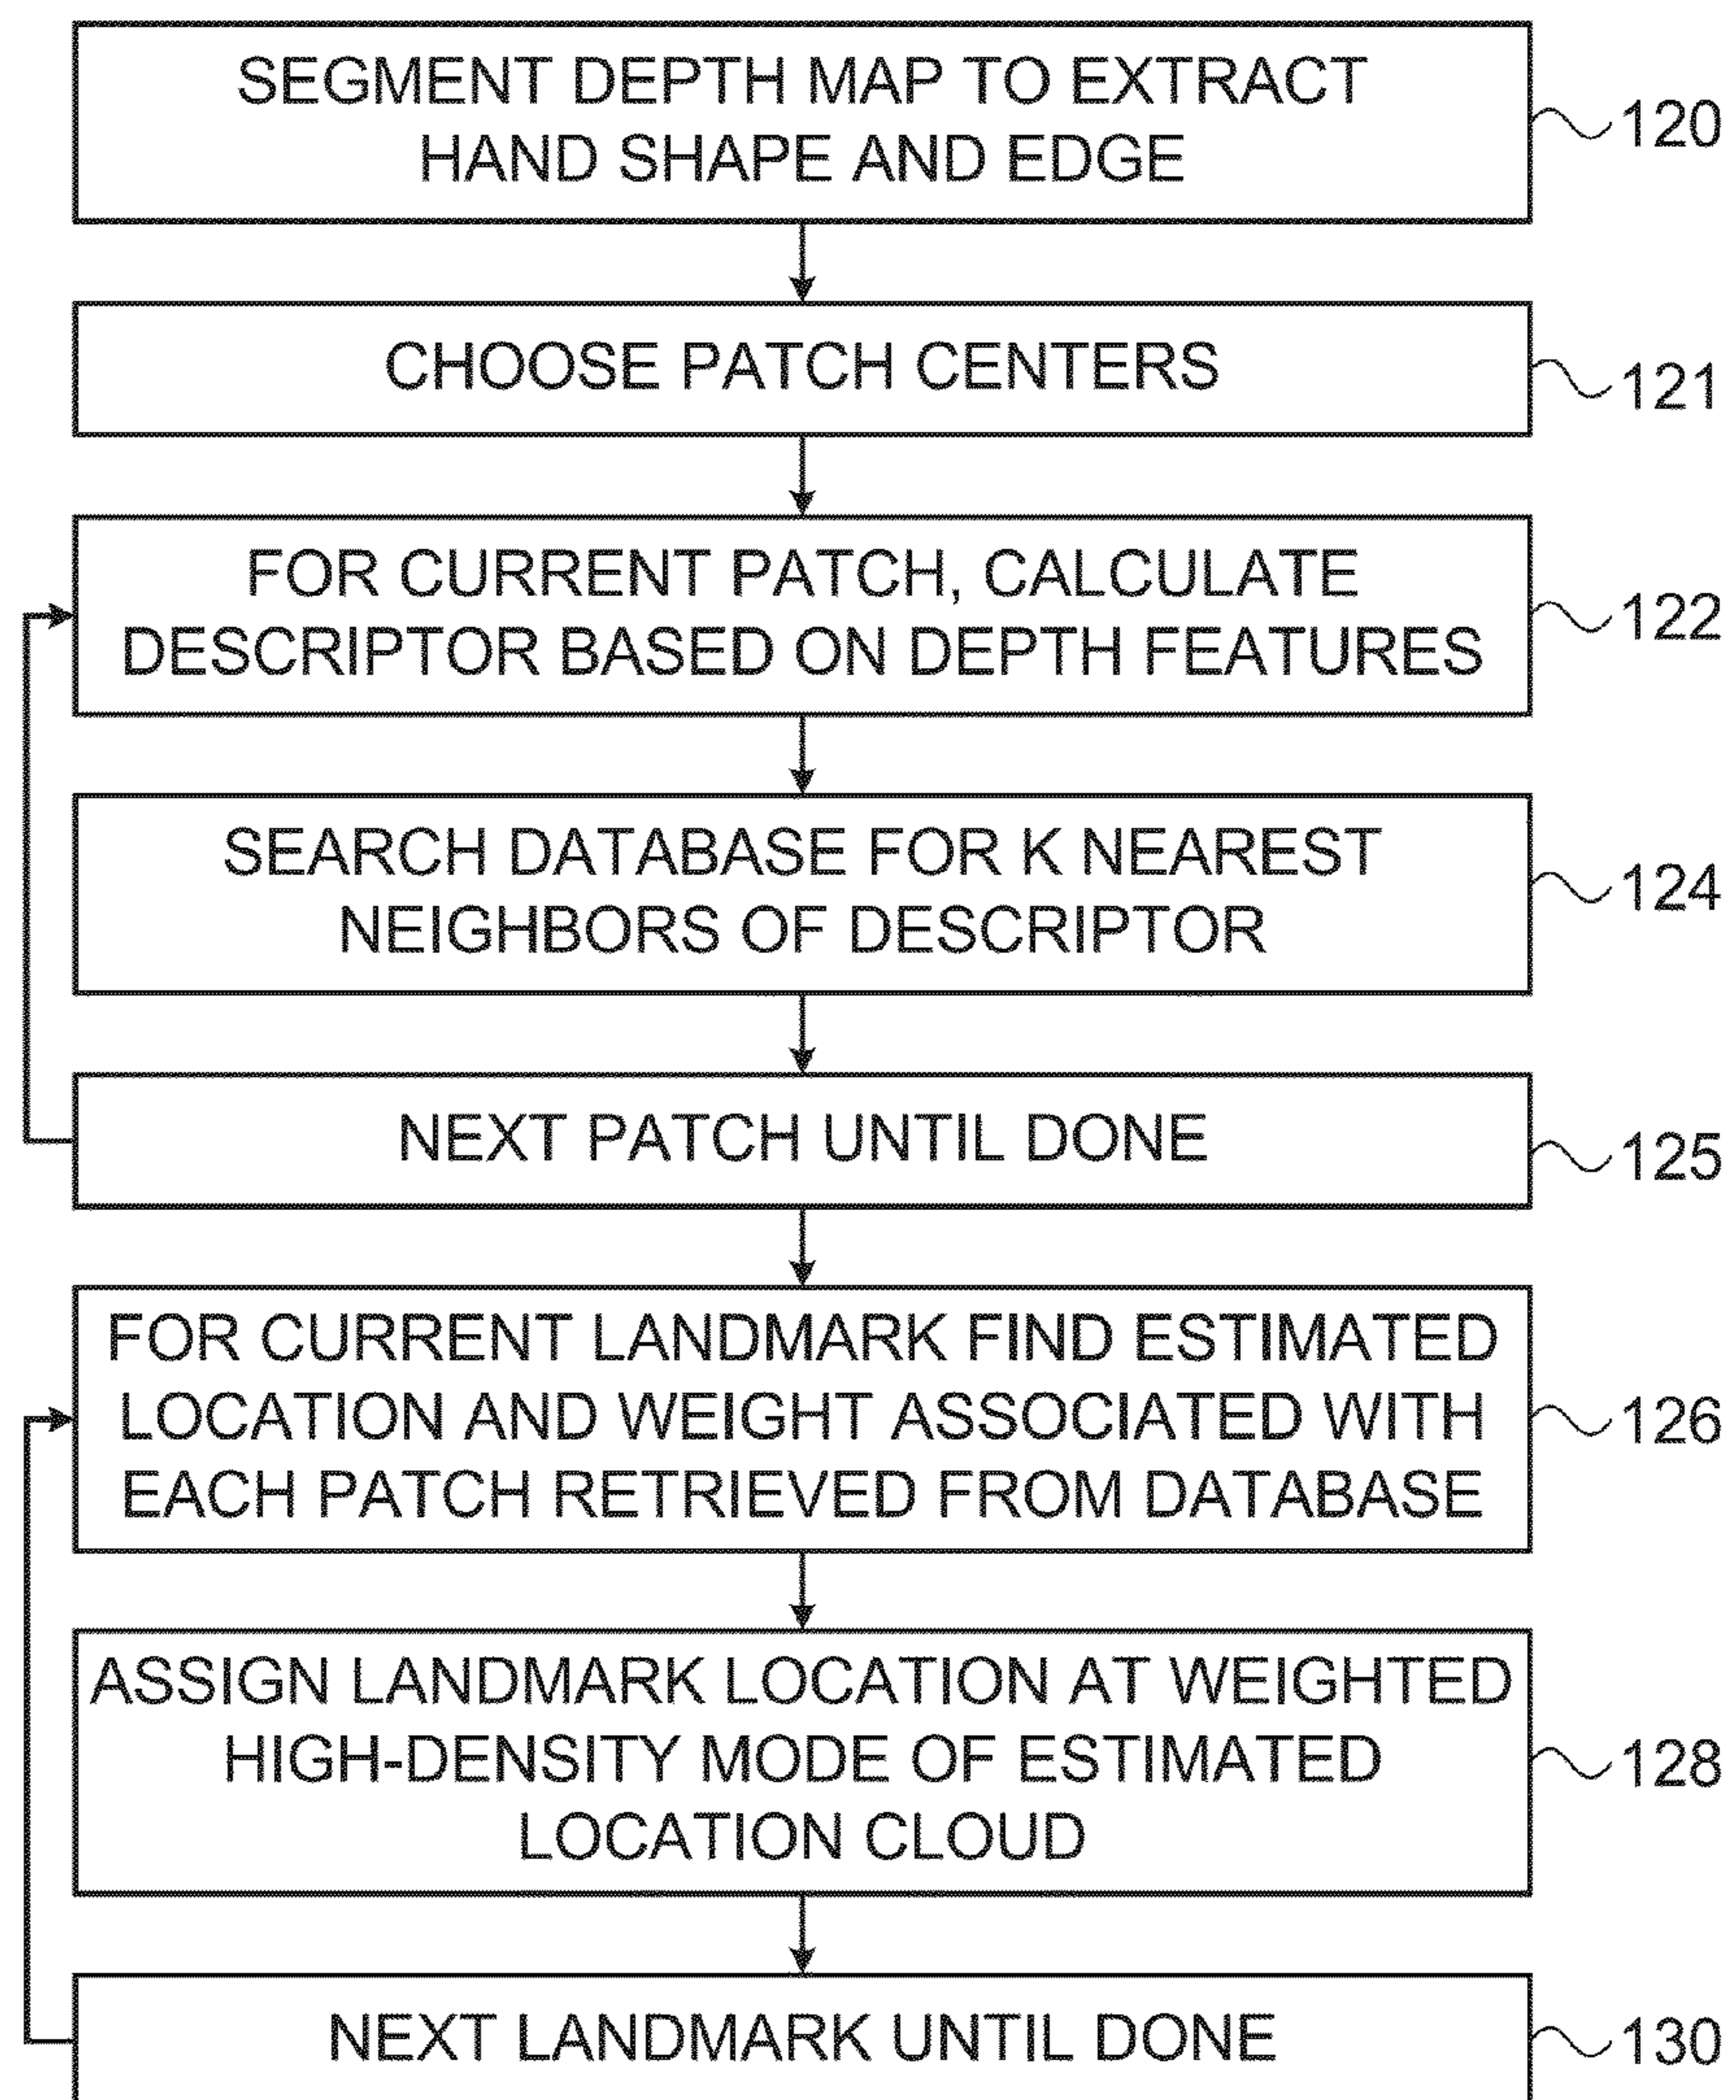 SEGMENT DEPTH MAP TO EXTRACT
HAND SHAPE AND EDGE
120
CHOOSE PATCH CENTERS
121
FOR CURRENT PATCH, CALCULATE
DESCRIPTOR BASED ON DEPTH FEATURES
122
SEARCH DATABASE FOR K NEAREST
NEIGHBORS OF DESCRIPTOR
124
NEXT PATCH UNTIL DONE
125
FOR CURRENT LANDMARK FIND ESTIMATED
LOCATION AND WEIGHT ASSOCIATED WITH
EACH PATCH RETRIEVED FROM DATABASE
126
ASSIGN LANDMARK LOCATION AT WEIGHTED
HIGH-DENSITY MODE OF ESTIMATED
LOCATION CLOUD
128
NEXT LANDMARK UNTIL DONE
130